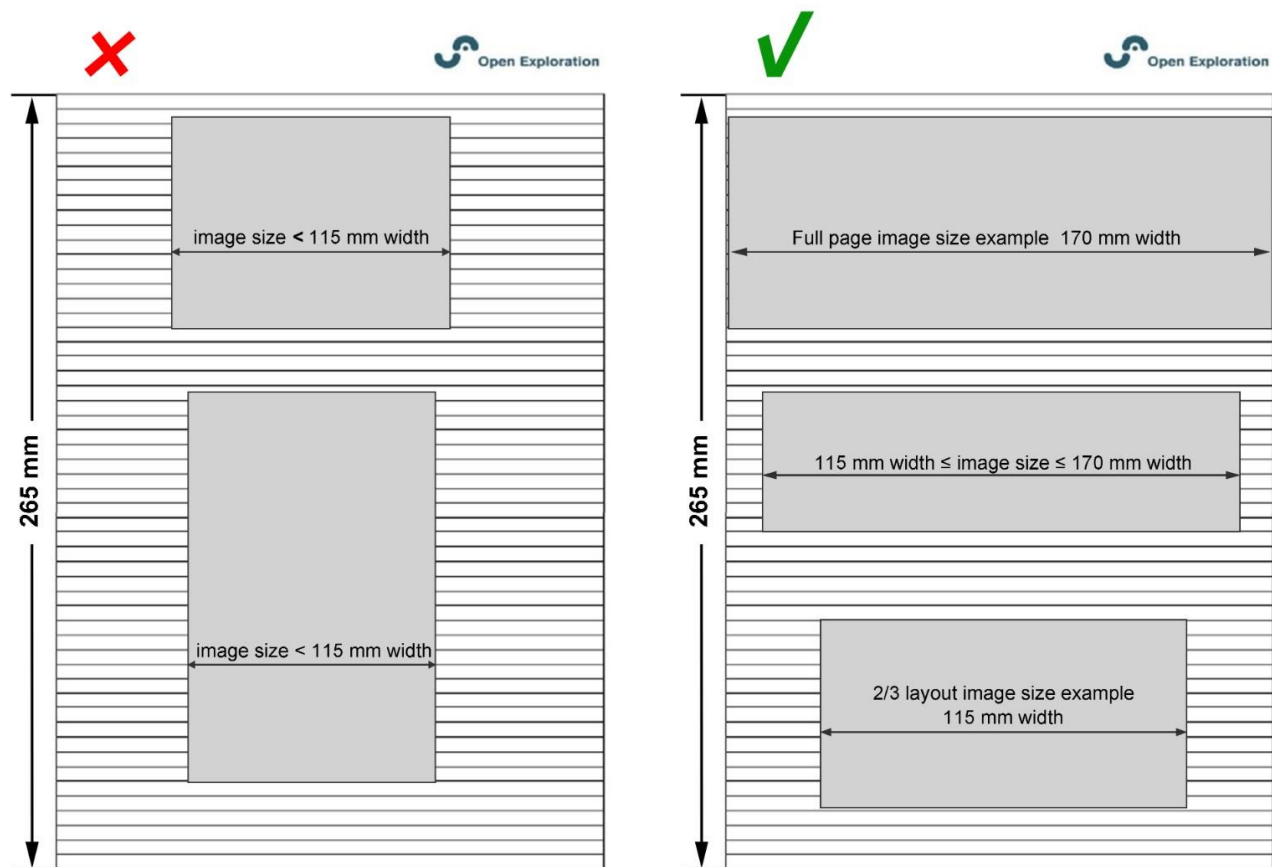 Open Exploration
265 mm
image size < 115 mm width
image size < 115 mm width
Open Exploration
265 mm
Full page image size example 170 mm width
115 mm width ≤ image size ≤ 170 mm width
2/3 layout image size example
115 mm width